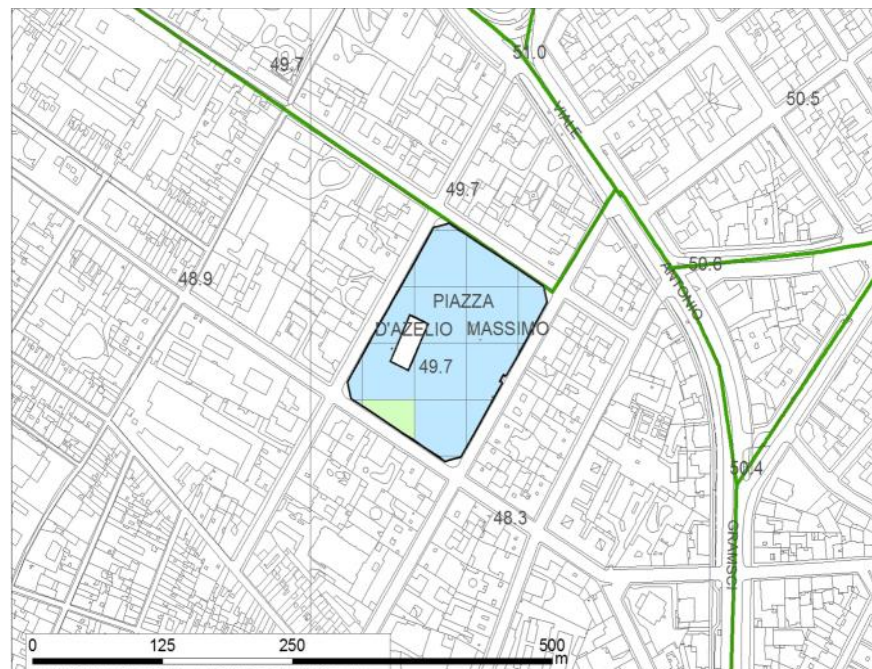 51.0
49.7
VIALE
50.5
49.7
50.6
ANTONIO
48.9
PIAZZA
D'AZELIO MASSIMO
49.7
50.4
48.3
GRAMSCI
0 125 250 500
m